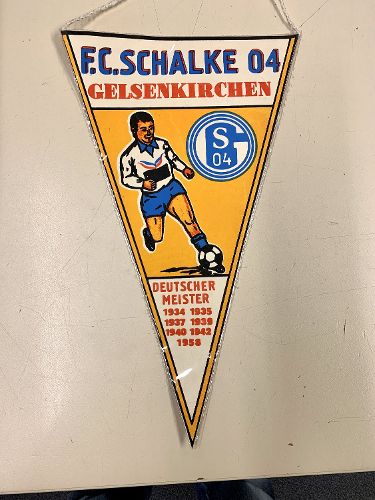 F.C.SCHALKE 04
GELSENKIRCHEN
S
04
DEUTSCHER
MEISTER
1934 1935
1937 1939
1940 1942
1958